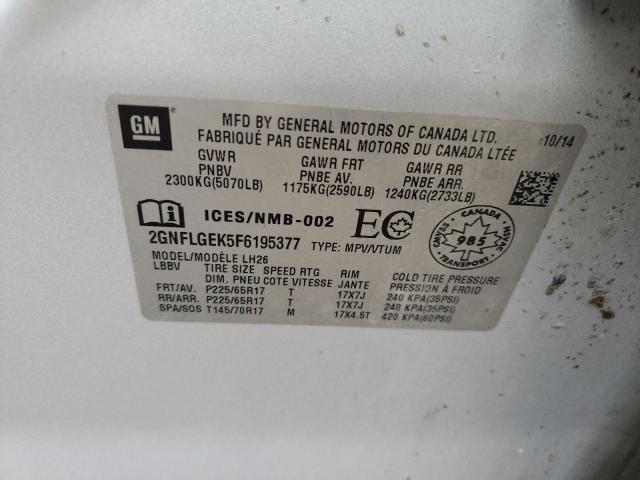 GM
MFD BY GENERAL MOTORS OF CANADA LTD.
10/14
FABRIQUÉ PAR GENERAL MOTORS DU CANADA LTÉE
GVWR GAWR FRT GAWR RR
PNBV PNBE AV. PNBE ARR.
2300KG(5070LB) 1175KG(2590LB) 1240KG(2733LB)
ICES/NMB-002 EC
CANADA
985
TRANSPORT
2GNFLGEK5F6195377 TYPE: MPV/VTUM
MODEL/MODÈLE LH26
LBBV TIRE SIZE SPEED RTG RIM COLD TIRE PRESSURE
DIM. PNEU COTE VITESSE JANTE PRESSION À FROID
FRT/AV. P225/65R17 T 17X7J 240 KPA(35PSI)
RR/ARR. P225/65R17 T 17X7J 240 KPA(35PSI)
SPA/SOS T145/70R17 M 17X4.5T 420 KPA(60PSI)